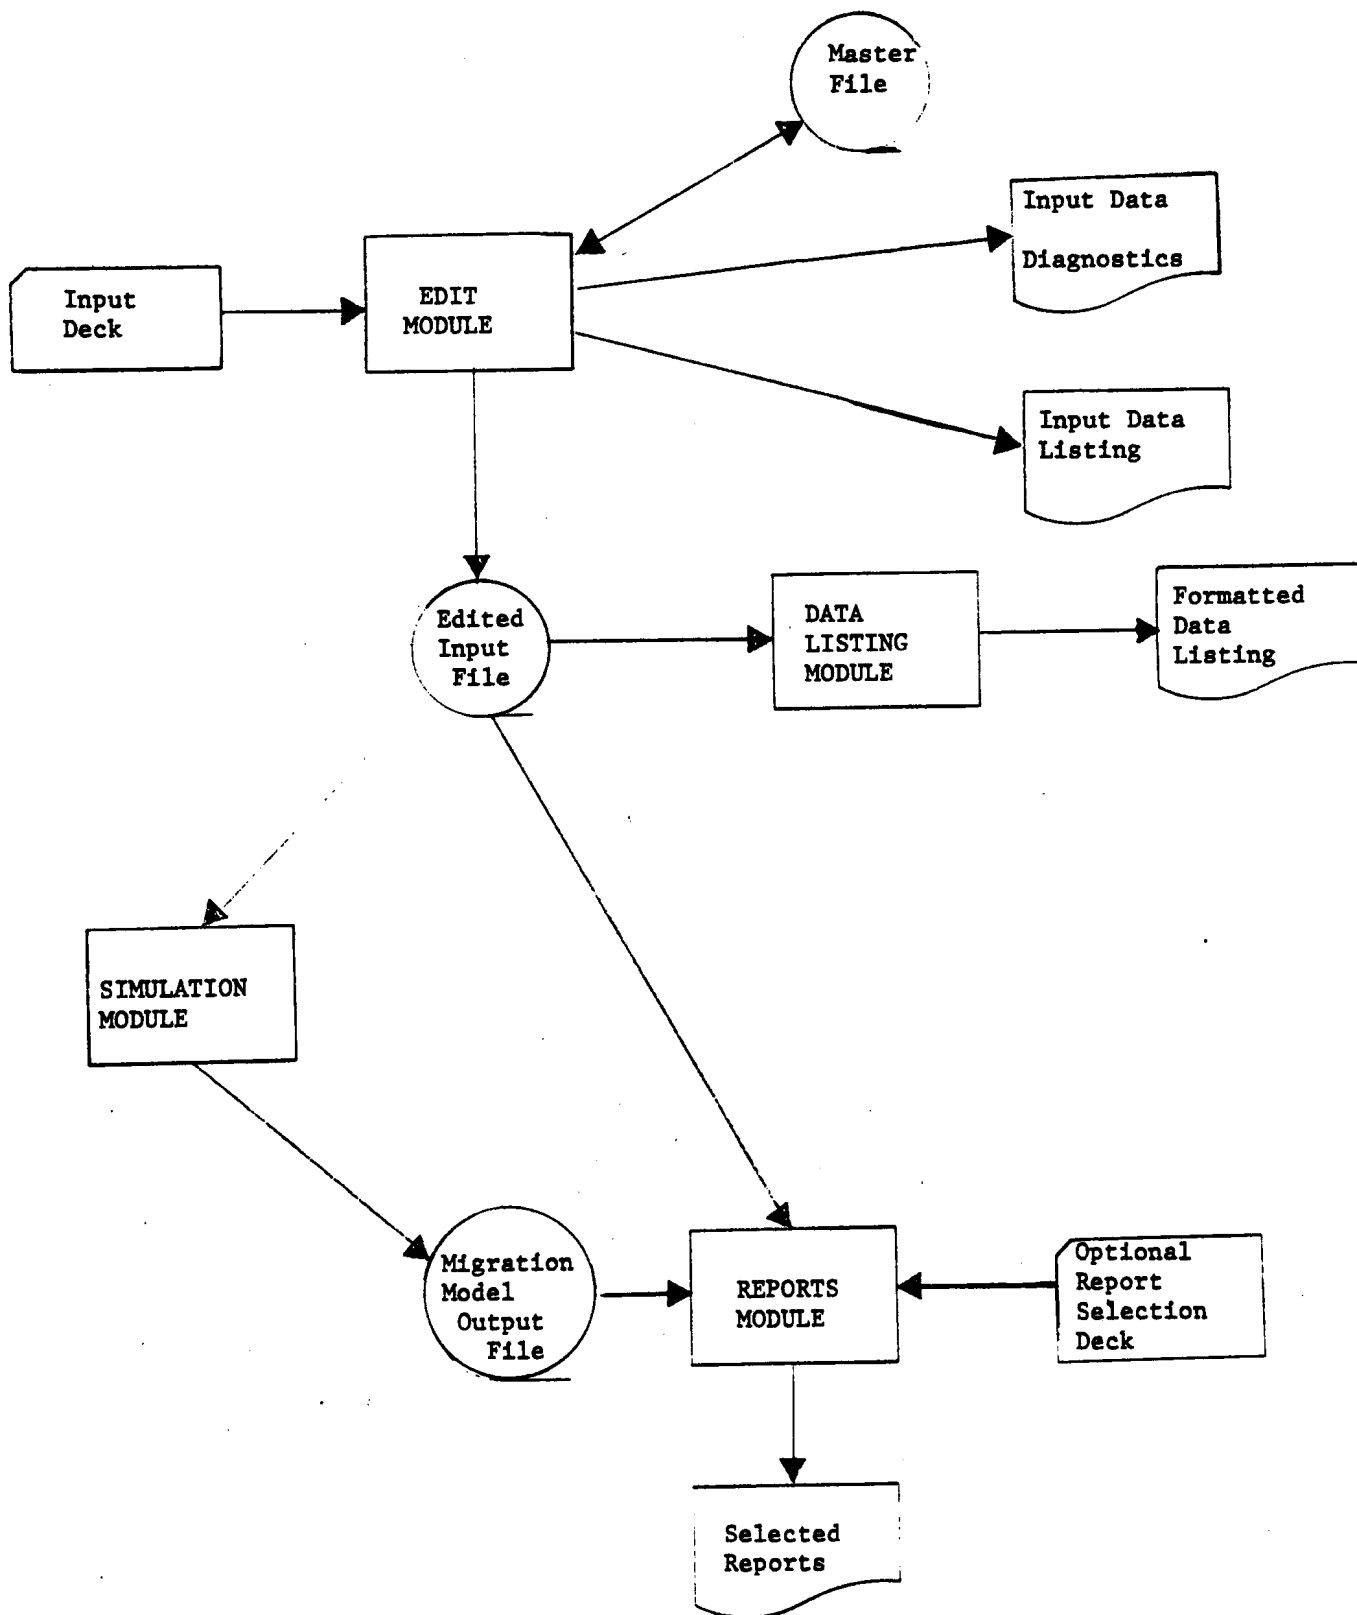 Master
File
Input Data
Diagnostics
Input
Deck
EDIT
MODULE
Input Data
Listing
Edited
Input
File
DATA
LISTING
MODULE
Formatted
Data
Listing
SIMULATION
MODULE
Migration
Model
Output
File
REPORTS
MODULE
Optional
Report
Selection
Deck
Selected
Reports